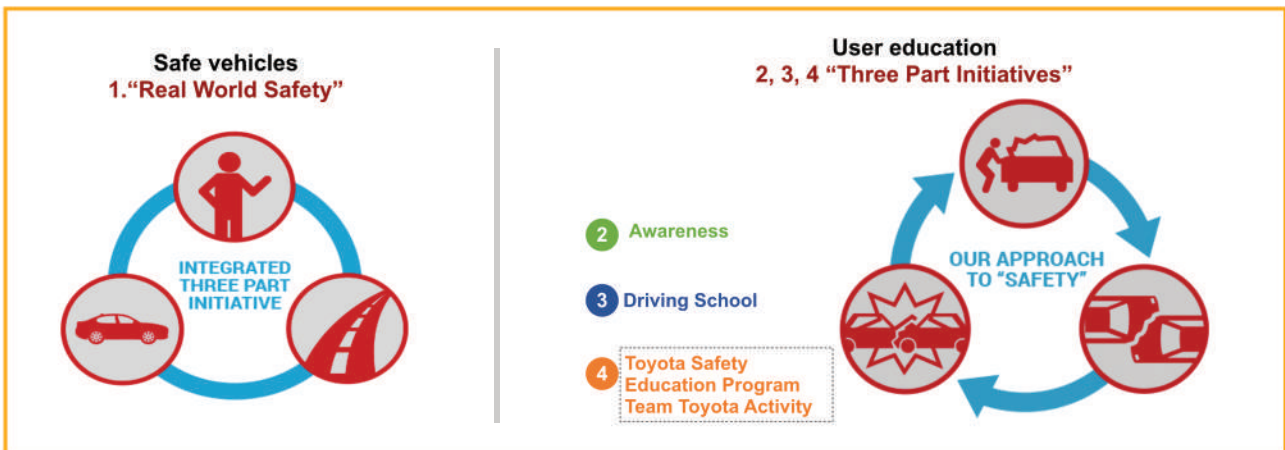 Safe vehicles
1.“Real World Safety”
INTEGRATED
THREE PART
INITIATIVE
User education
2, 3, 4 “Three Part Initiatives”
2 Awareness
3 Driving School
4 Toyota Safety
Education Program
Team Toyota Activity
OUR APPROACH
TO “SAFETY”